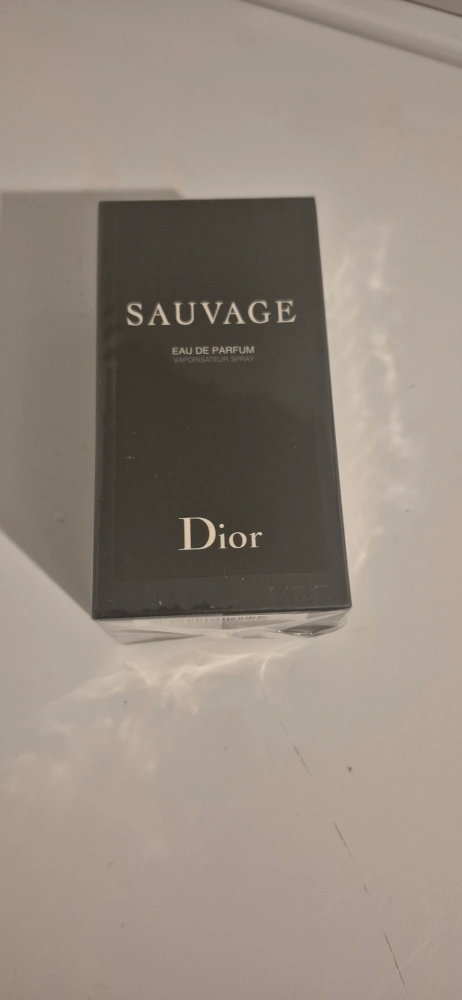 SAUVAGE
EAU DE PARFUM
VAPORISATEUR SPRAY
Dior